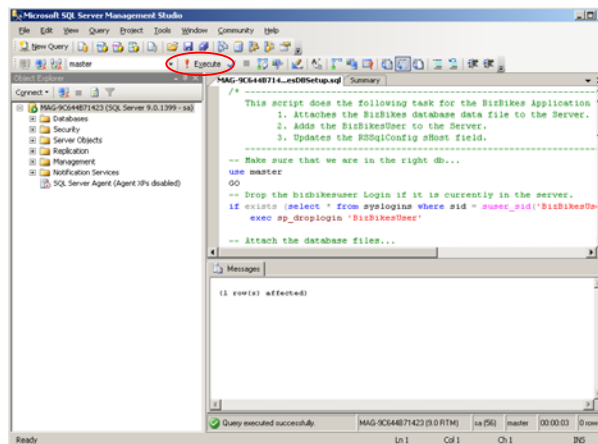 Microsoft SQL Server Management Studio
File Edit View Query Project Tools Window Community Help
New Query
master Execute
Object Explorer
Connect
MAG-9C644B71423 (SQL Server 9.0.1399 - sa)
Databases
Security
Server Objects
Replication
Management
Notification Services
SQL Server Agent (Agent XPs disabled)
MAG-9C644B714...esDBSetup.sql Summary
/* ----------------------------------------
This script does the following task for the BizBikes Application
1. Attaches the BizBikes database data file to the Server.
2. Adds the BizBikesUser to the Server.
3. Updates the RSSqlConfig sHost field.
----------------------------------------
-- Make sure that we are in the right db...
use master
GO
-- Drop the bizbikesuser Login if it is currently in the server.
if exists (select * from syslogins where sid = suser_sid('BizBikesUse
exec sp_droplogin 'BizBikesUser'
-- Attach the database files...
Messages
(1 row(s) affected)
Query executed successfully. MAG-9C644B71423 (9.0 RTM) sa (56) master 00:00:03 0 row
Ready Ln 1 Col 1 Ch 1 INS